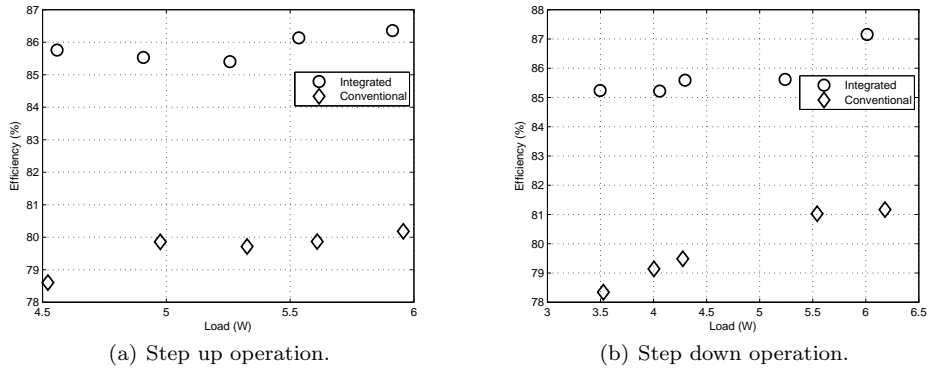 87
86
85
84
83
82
81
80
79
78
Efficiency (%)
4.5 5 5.5 6
Load (W)
Integrated
Conventional
(a) Step up operation.
88
87
86
85
84
83
82
81
80
79
78
Efficiency (%)
3 3.5 4 4.5 5 5.5 6 6.5
Load (W)
Integrated
Conventional
(b) Step down operation.